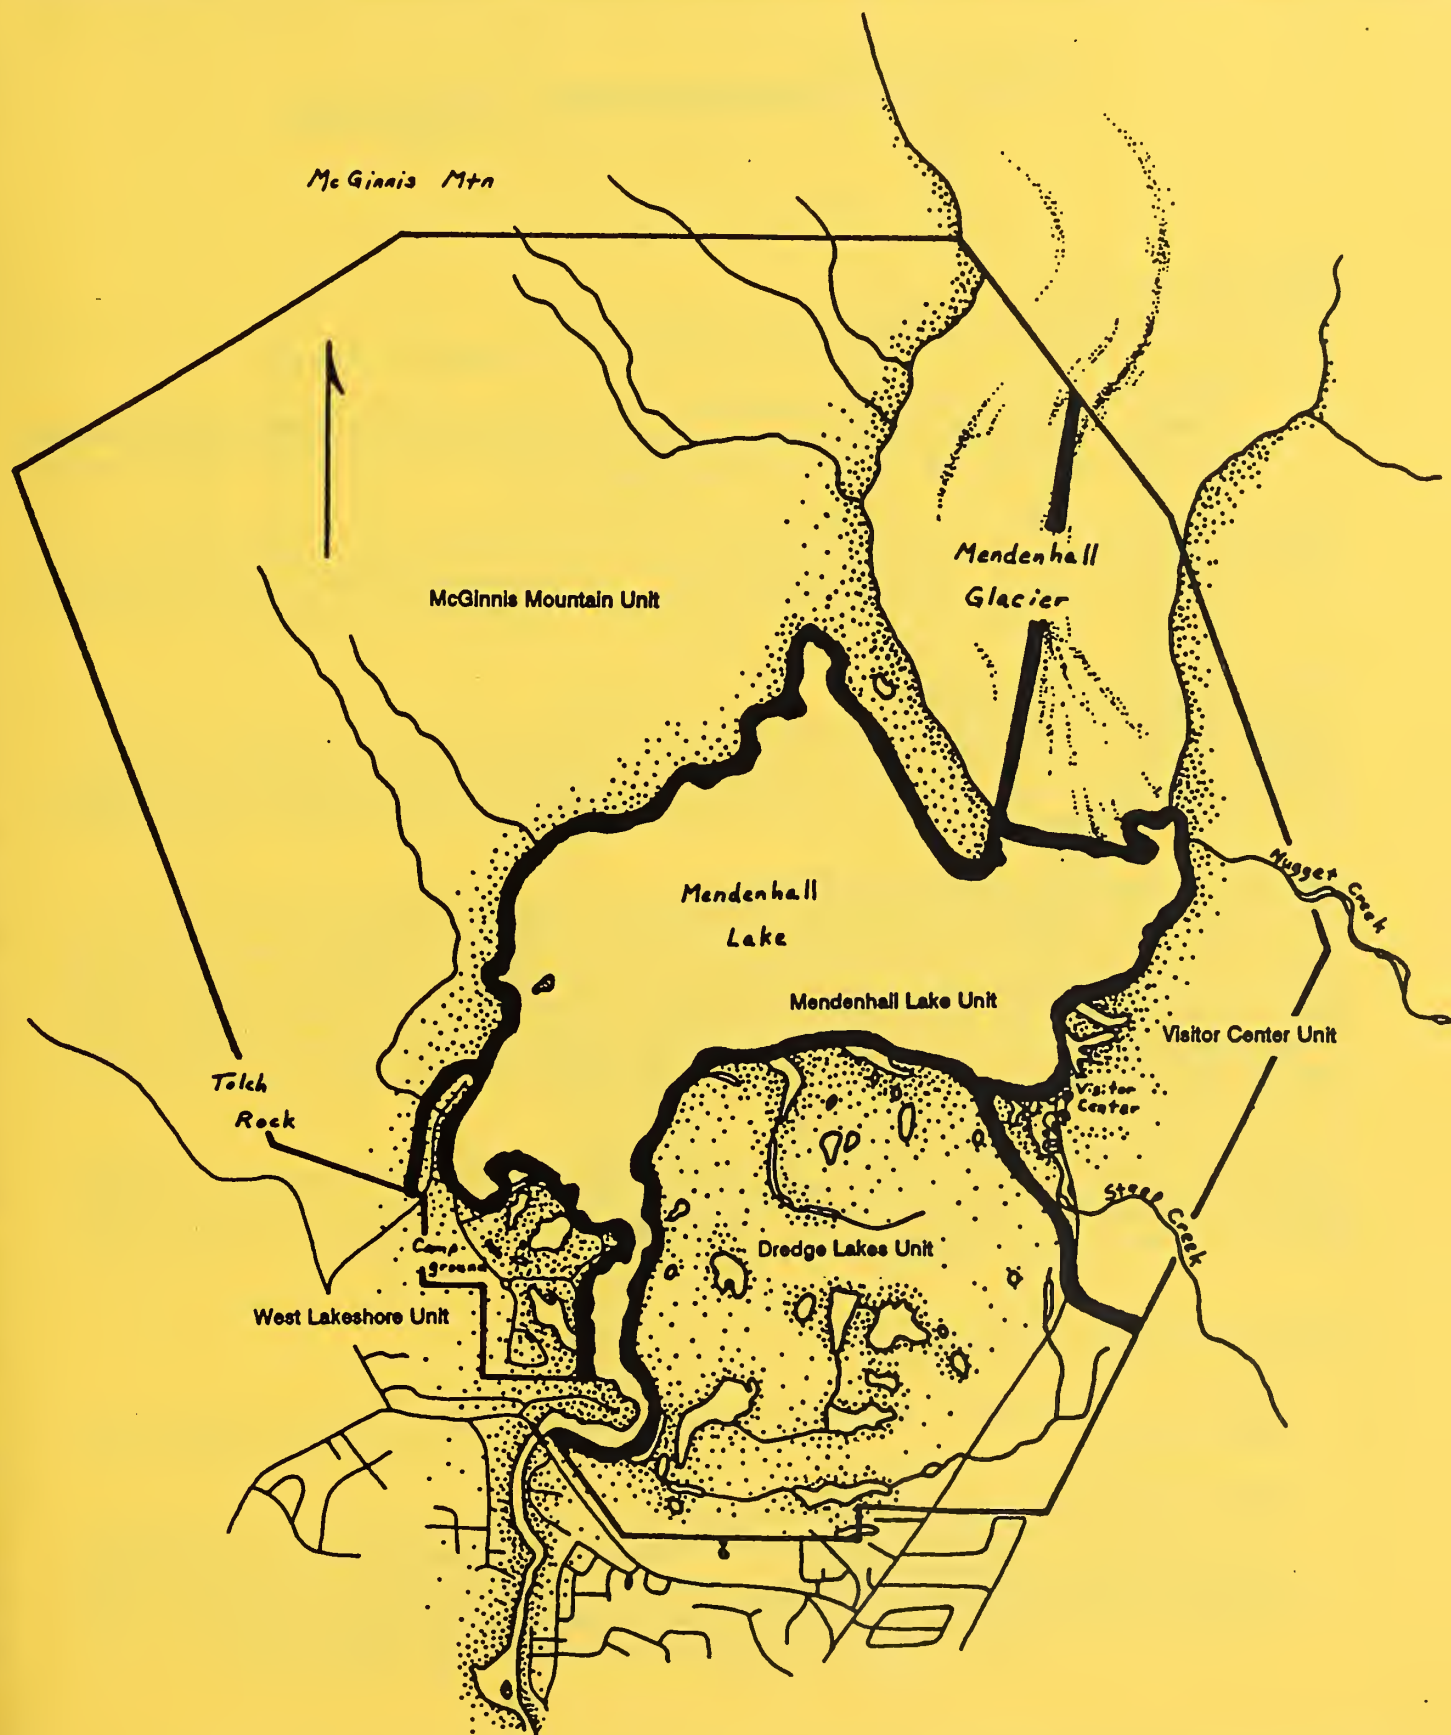 McGinnis Mtn
Mendenhall
Glacier
McGinnis Mountain Unit
Nugget Creek
Mendenhall
Lake
Mendenhall Lake Unit
Visitor Center Unit
Tolch
Rock
Visitor
Center
Steep Creek
Camp-
ground
Dredge Lakes Unit
West Lakeshore Unit